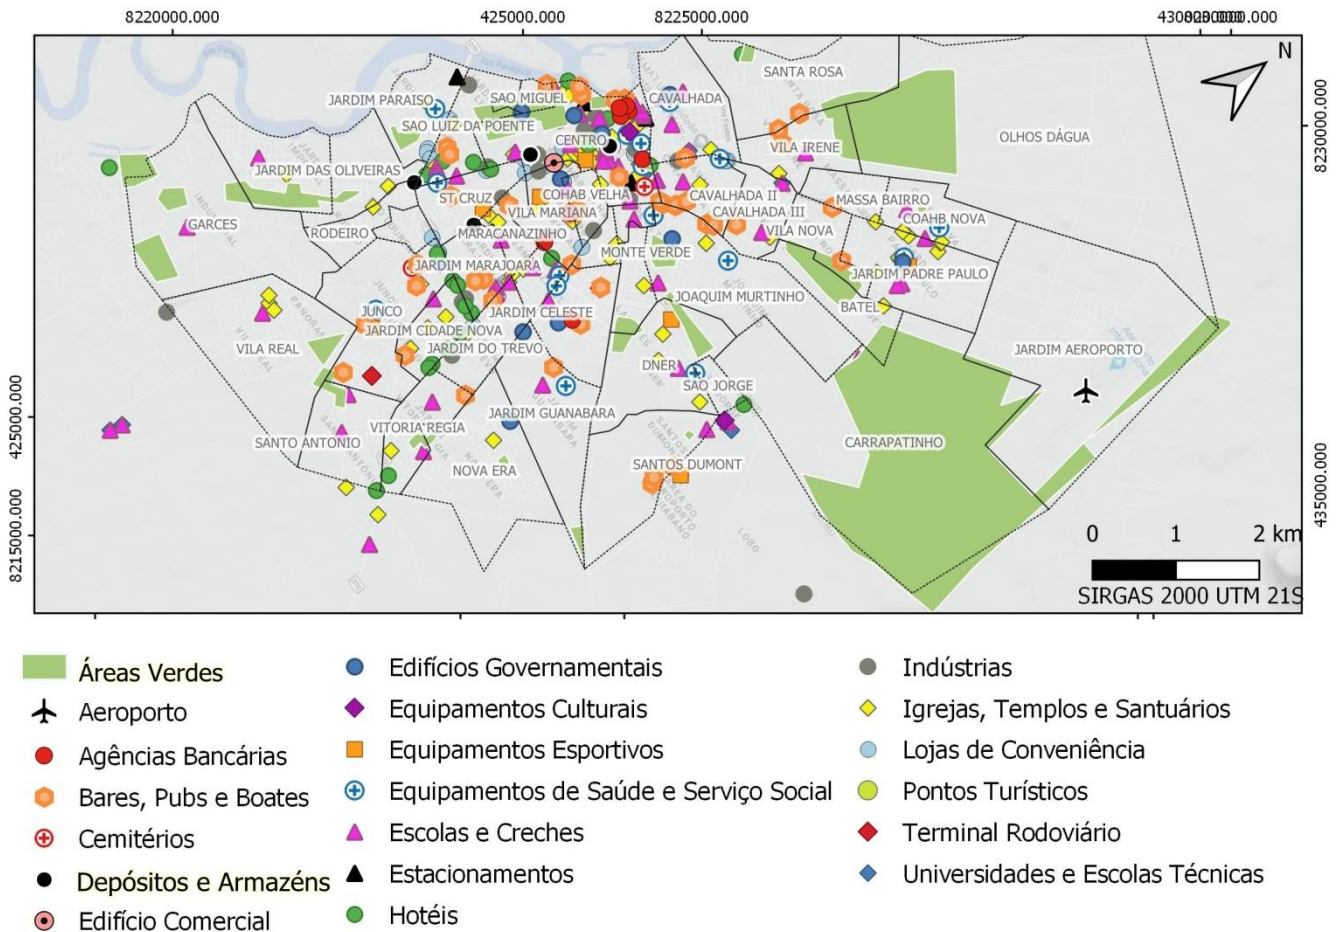 8220000.000 425000.000 8225000.000
N
SANTA ROSA
JARDIM PARAISO
SAO MIGUEL
CAVALHADA
8230000.000
SAO LUIZ DA POENTE
OLHOS DÁGUA
CENTRO
VILA IRENE
JARDIM DAS OLIVEIRAS
ST CRUZ
COHAB VELHA
CAVALHADA II
MASSA BAIRRO
VILA MARIANA
CAVALHADA III
COAHB NOVA
GARCES
RODEIRO
MARACANAZINHO
VILA NOVA
MONTE VERDE
JARDIM MARAJOARA
JARDIM PADRE PAULO
JOAQUIM MURTINHO
JUNCO
JARDIM CELESTE
BATEL
JARDIM CIDADE NOVA
VILA REAL
JARDIM DO TREVO
JARDIM AEROPORTO
DNER
SAO JORGE
425000.000
JARDIM GUANABARA
SANTO ANTONIO
VITORIA REGIA
CARRAPATINHO
NOVA ERA
SANTOS DUMONT
435000.000
8215000.000
LOBO
0 1 2 km
SIRGAS 2000 UTM 21S
Áreas Verdes
Aeroporto
Agências Bancárias
Bares, Pubs e Boates
Cemitérios
Depósitos e Armazéns
Edifício Comercial
Edifícios Governamentais
Equipamentos Culturais
Equipamentos Esportivos
Equipamentos de Saúde e Serviço Social
Escolas e Creches
Estacionamentos
Hotéis
Indústrias
Igrejas, Templos e Santuários
Lojas de Conveniência
Pontos Turísticos
Terminal Rodoviário
Universidades e Escolas Técnicas